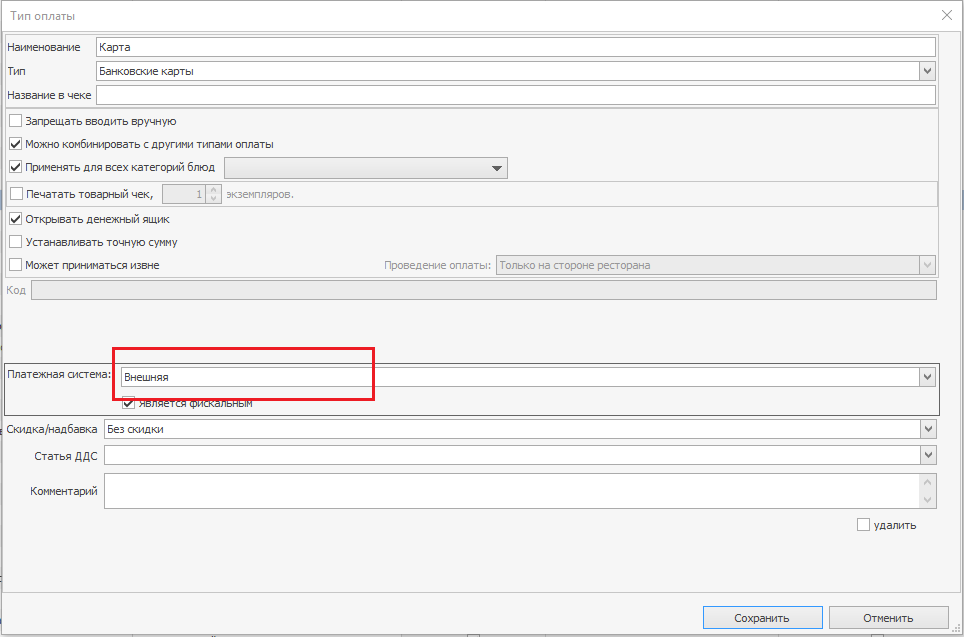 Тип оплаты
Наименование Карта
Тип Банковские карты
Название в чеке
Запрещать вводить вручную
Можно комбинировать с другими типами оплаты
Применять для всех категорий блюд
Печатать товарный чек, 1 экземпляров.
Открывать денежный ящик
Устанавливать точную сумму
Может приниматься извне Проведение оплаты: Только на стороне ресторана
Код
Платежная система: Внешняя
Является фискальным
Скидка/надбавка Без скидки
Статья ДДС
Комментарий
удалить
Сохранить Отменить